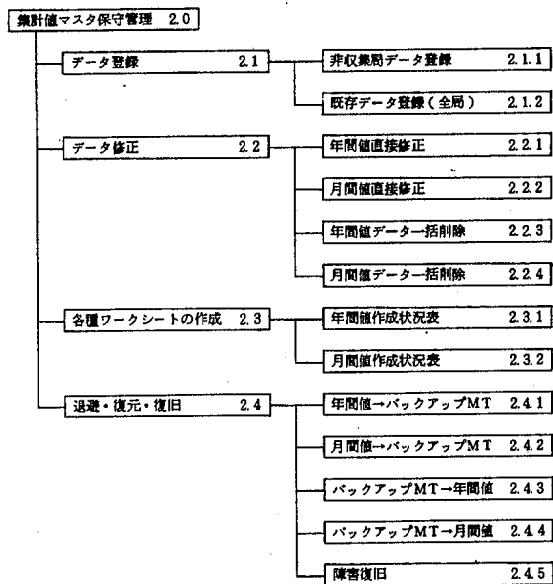 集計値マスタ保守管理 2.0
データ登録 2.1
非収集局データ登録 2.1.1
既存データ登録(全局) 2.1.2
データ修正 2.2
年間値直接修正 2.2.1
月間値直接修正 2.2.2
年間値データ一括削除 2.2.3
月間値データ一括削除 2.2.4
各種ワークシートの作成 2.3
年間値作成状況表 2.3.1
月間値作成状況表 2.3.2
退避・復元・復旧 2.4
年間値→バックアップMT 2.4.1
月間値→バックアップMT 2.4.2
バックアップMT→年間値 2.4.3
バックアップMT→月間値 2.4.4
障害復旧 2.4.5